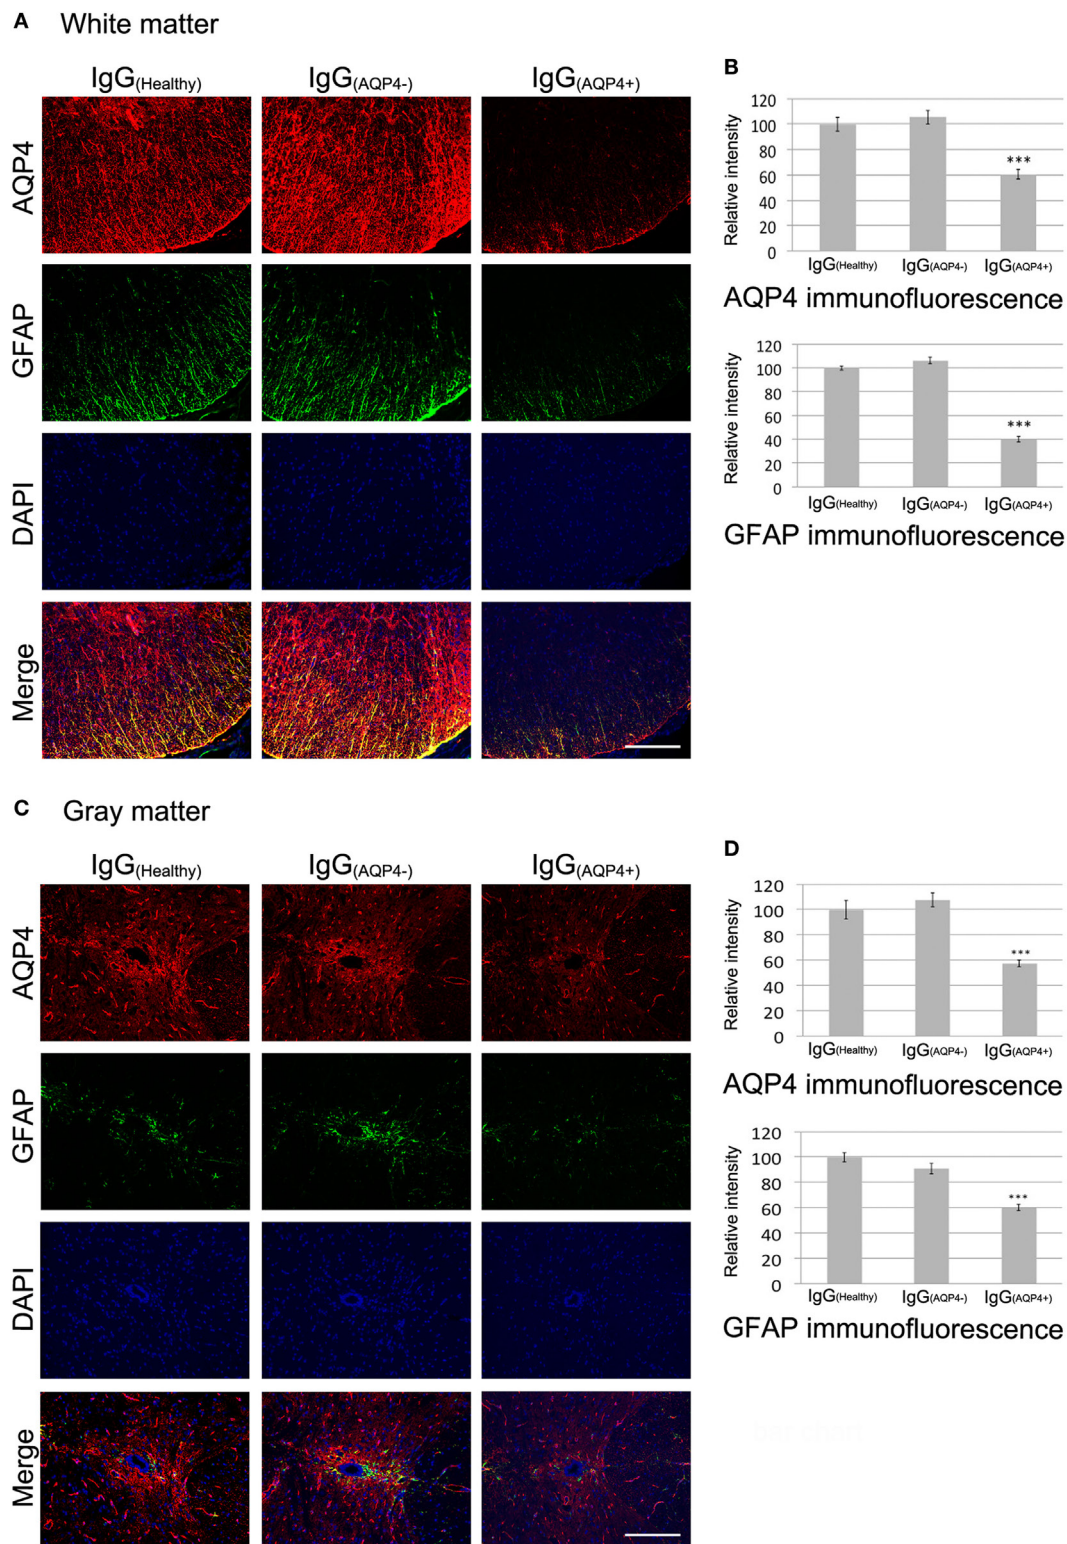 A White matter
IgG(Healthy) IgG(AQP4-) IgG(AQP4+)
AQP4
GFAP
DAPI
Merge
B
Relative intensity
120
100
80
60
40
20
0
***
IgG(Healthy) IgG(AQP4-) IgG(AQP4+)
AQP4 immunofluorescence
Relative intensity
120
100
80
60
40
20
0
***
IgG(Healthy) IgG(AQP4-) IgG(AQP4+)
GFAP immunofluorescence
C Gray matter
IgG(Healthy) IgG(AQP4-) IgG(AQP4+)
AQP4
GFAP
DAPI
Merge
D
Relative intensity
120
100
80
60
40
20
0
***
IgG(Healthy) IgG(AQP4-) IgG(AQP4+)
AQP4 immunofluorescence
Relative intensity
120
100
80
60
40
20
0
***
IgG(Healthy) IgG(AQP4-) IgG(AQP4+)
GFAP immunofluorescence